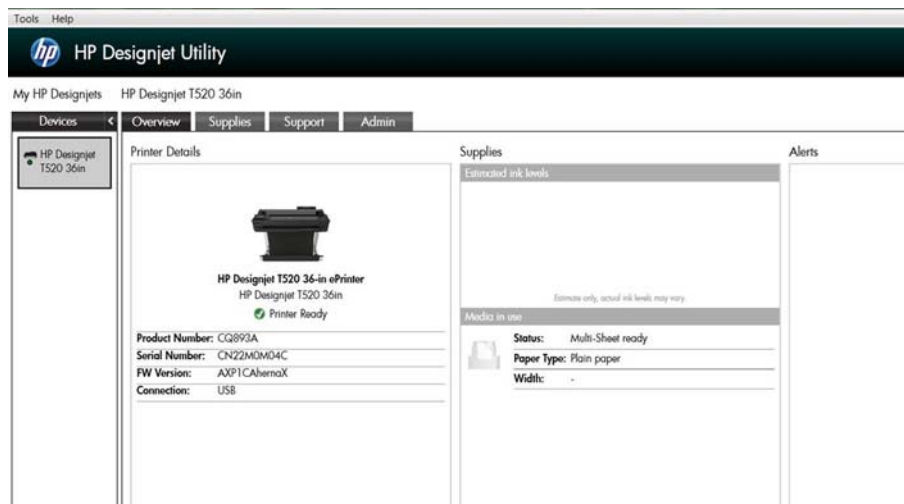 Tools Help
hp HP Designjet Utility
My HP Designjets HP Designjet T520 36in
Devices < Overview Supplies Support Admin
HP Designjet
T520 36in
Printer Details
HP Designjet T520 36-in ePrinter
HP Designjet T520 36in
Printer Ready
Product Number: CQ893A
Serial Number: CN22M0M04C
FW Version: AXP1CAhernaX
Connection: USB
Supplies
Estimated ink levels
Estimate only, actual ink levels may vary.
Media in use
Status: Multi-Sheet ready
Paper Type: Plain paper
Width: -
Alerts